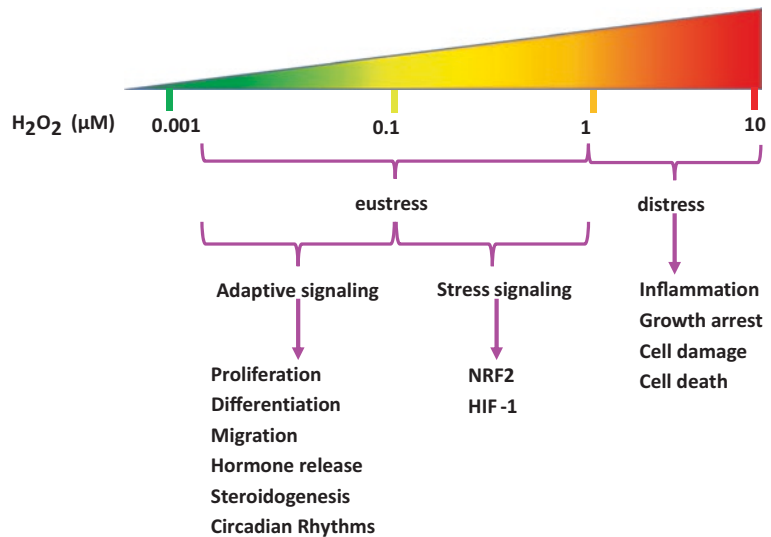 H2O2 (μM) 0.001 0.1 1 10
eustress distress
Adaptive signaling Stress signaling
Inflammation
Growth arrest
Cell damage
Cell death
Proliferation
Differentiation
Migration
Hormone release
Steroidogenesis
Circadian Rhythms
NRF2
HIF -1